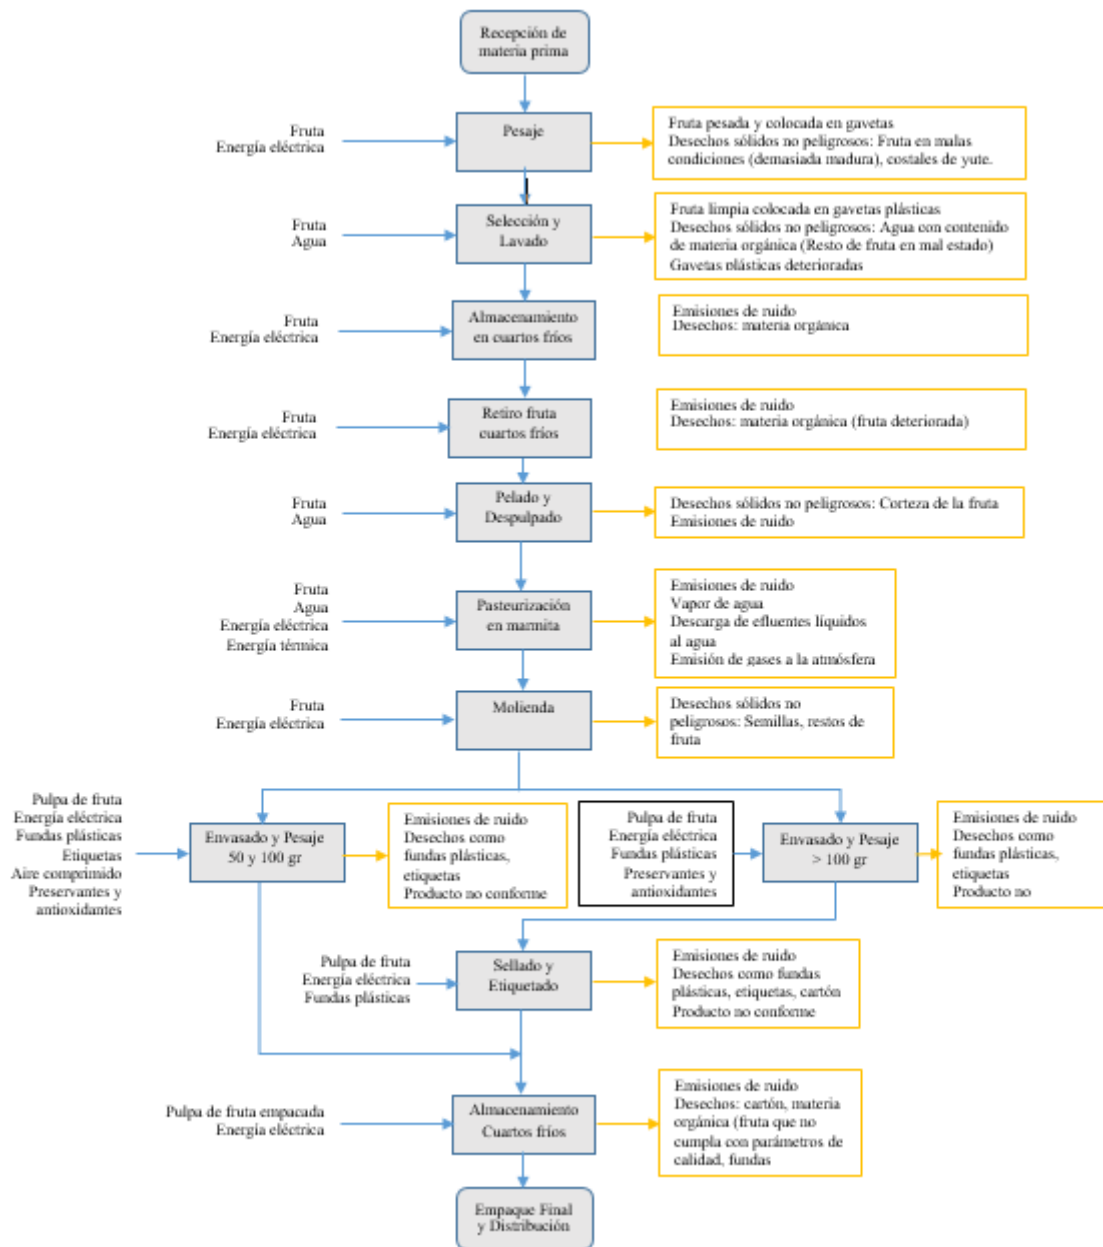 Recepción de
materia prima
Fruta
Energía eléctrica
Pesaje
Fruta pesada y colocada en gavetas
Desechos sólidos no peligrosos: Fruta en malas
condiciones (demasiada madura), costales de yute.
Fruta
Agua
Selección y
Lavado
Fruta limpia colocada en gavetas plásticas
Desechos sólidos no peligrosos: Agua con contenido
de materia orgánica (Resto de fruta en mal estado)
Gavetas plásticas deterioradas
Fruta
Energía eléctrica
Almacenamiento
en cuartos fríos
Emisiones de ruido
Desechos: materia orgánica
Fruta
Energía eléctrica
Retiro fruta
cuartos fríos
Emisiones de ruido
Desechos: materia orgánica (fruta deteriorada)
Fruta
Agua
Pelado y
Despulpado
Desechos sólidos no peligrosos: Corteza de la fruta
Emisiones de ruido
Fruta
Agua
Energía eléctrica
Energía térmica
Pasteurización
en marmita
Emisiones de ruido
Vapor de agua
Descarga de efluentes líquidos
al agua
Emisión de gases a la atmósfera
Fruta
Energía eléctrica
Molienda
Desechos sólidos no
peligrosos: Semillas, restos de
fruta
Pulpa de fruta
Energía eléctrica
Fundas plásticas
Etiquetas
Aire comprimido
Preservantes y
antioxidantes
Envasado y Pesaje
50 y 100 gr
Emisiones de ruido
Desechos como
fundas plásticas,
etiquetas
Producto no conforme
Pulpa de fruta
Energía eléctrica
Fundas plásticas
Preservantes y
antioxidantes
Envasado y Pesaje
> 100 gr
Emisiones de ruido
Desechos como
fundas plásticas,
etiquetas
Producto no
Pulpa de fruta
Energía eléctrica
Fundas plásticas
Sellado y
Etiquetado
Emisiones de ruido
Desechos como fundas
plásticas, etiquetas, cartón
Producto no conforme
Pulpa de fruta empacada
Energía eléctrica
Almacenamiento
Cuartos fríos
Emisiones de ruido
Desechos: cartón, materia
orgánica (fruta que no
cumpla con parámetros de
calidad, fundas
Empaque Final
y Distribución